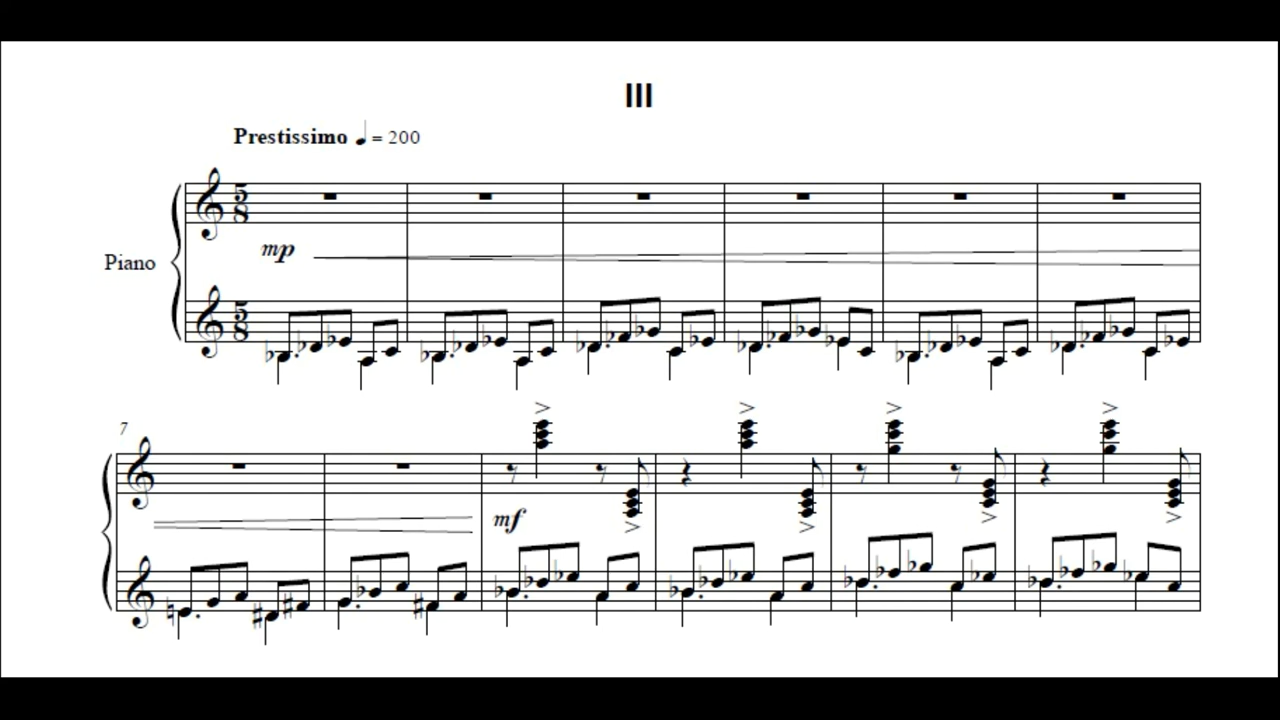 III
Prestissimo ♩ = 200
5
8
mp
Piano
5
8
7
mf